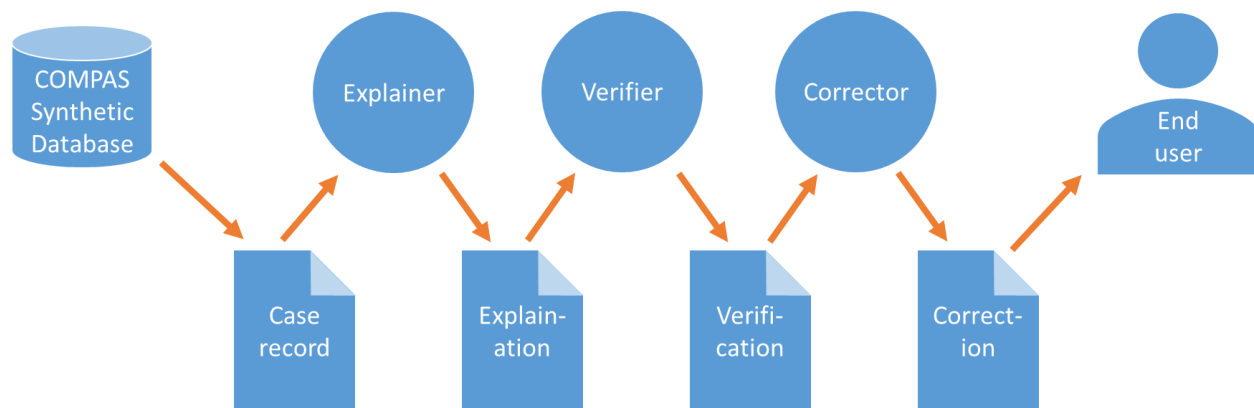 COMPAS
Synthetic
Database
Explainer
Verifier
Corrector
End
user
Case
record
Explain-
ation
Verifi-
cation
Correct-
ion